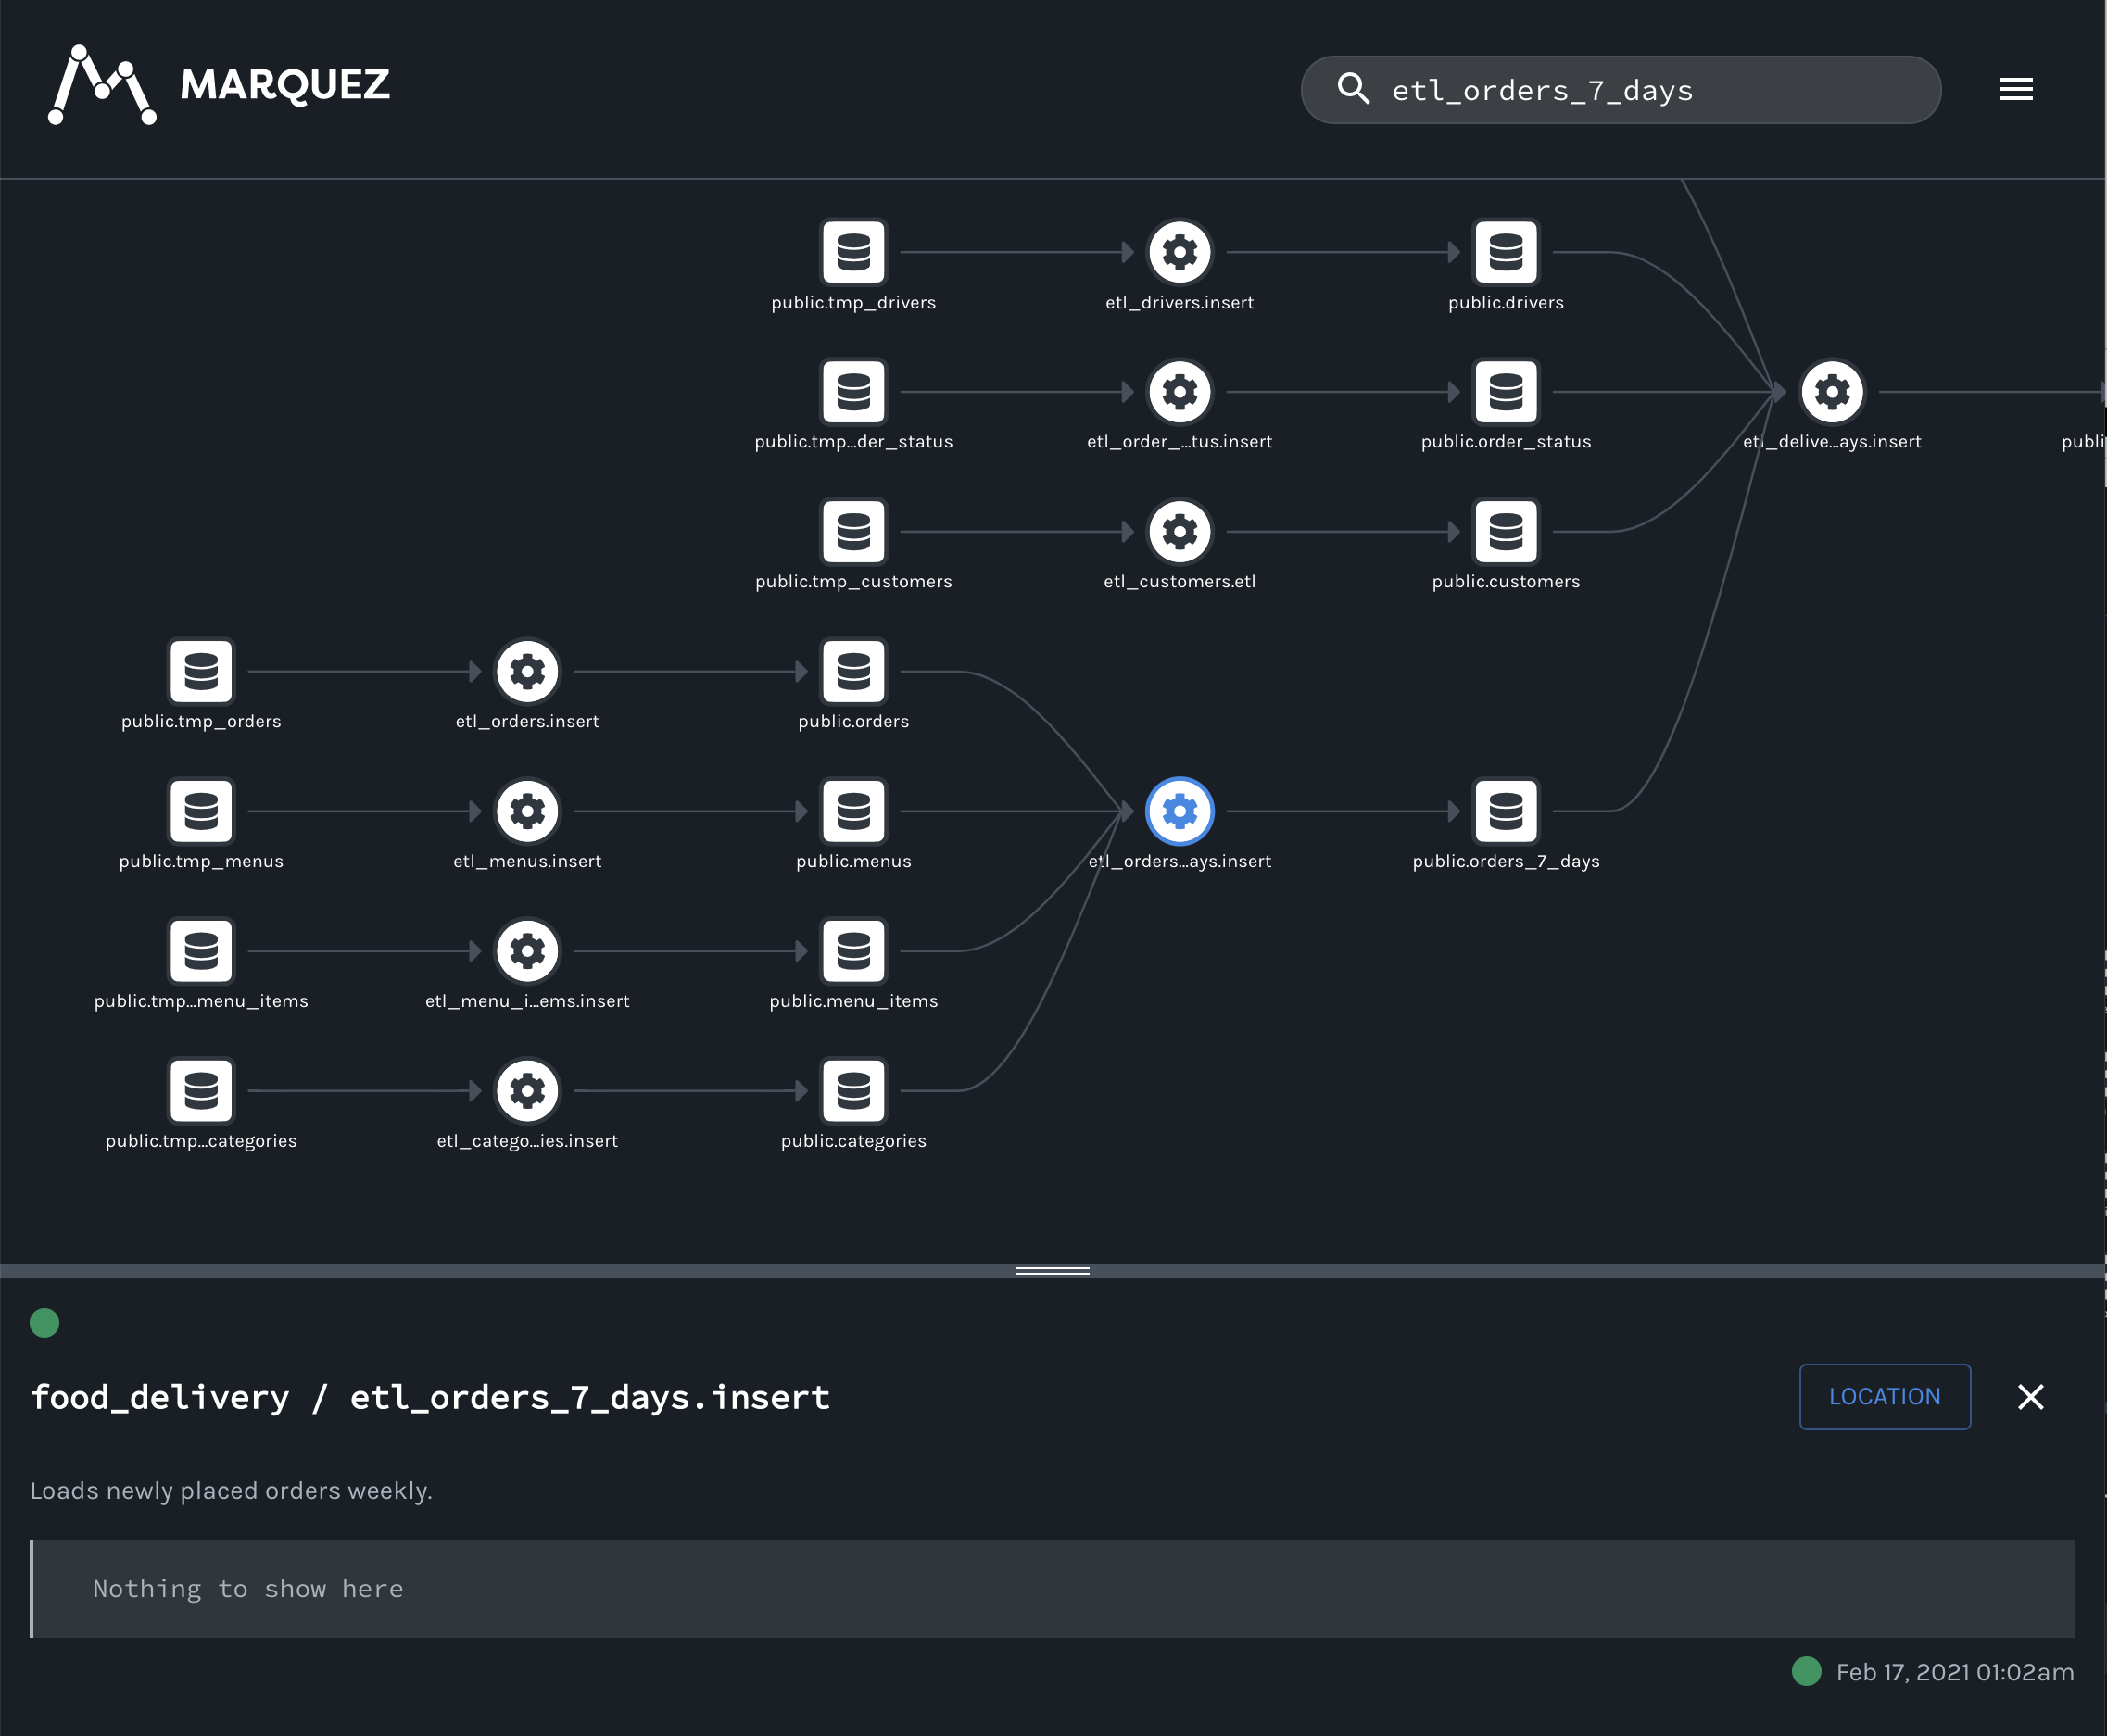 MARQUEZ
etl_orders_7_days
public.tmp_drivers
etl_drivers.insert
public.drivers
public.tmp...der_status
etl_order_...tus.insert
public.order_status
etl_delive...ays.insert
publi
public.tmp_customers
etl_customers.etl
public.customers
public.tmp_orders
etl_orders.insert
public.orders
public.tmp_menus
etl_menus.insert
public.menus
etl_orders...ays.insert
public.orders_7_days
public.tmp...menu_items
etl_menu_i...ems.insert
public.menu_items
public.tmp...categories
etl_catego...ies.insert
public.categories
food_delivery / etl_orders_7_days.insert
LOCATION
Loads newly placed orders weekly.
Nothing to show here
Feb 17, 2021 01:02am